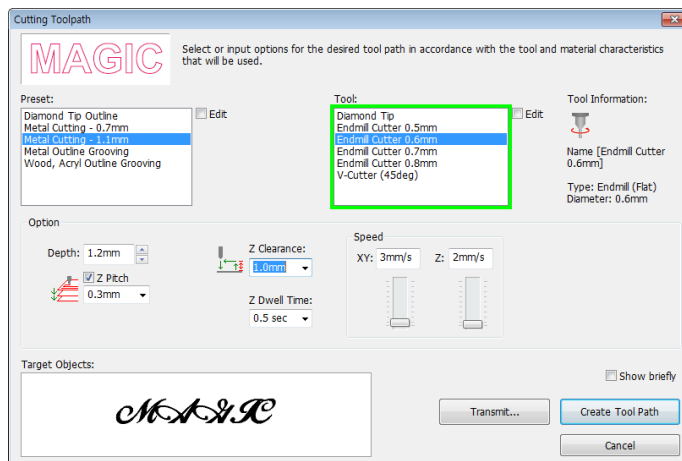 Cutting Toolpath
MAGIC
Select or input options for the desired tool path in accordance with the tool and material characteristics
that will be used.
Preset:
Edit
Diamond Tip Outline
Metal Cutting - 0.7mm
Metal Cutting - 1.1mm
Metal Outline Grooving
Wood, Acryl Outline Grooving
Tool:
Edit
Diamond Tip
Endmill Cutter 0.5mm
Endmill Cutter 0.6mm
Endmill Cutter 0.7mm
Endmill Cutter 0.8mm
V-Cutter (45deg)
Tool Information:
Name [Endmill Cutter
0.6mm]
Type: Endmill (Flat)
Diameter: 0.6mm
Option
Depth: 1.2mm
Z Pitch
0.3mm
Z Clearance:
1.0mm
Z Dwell Time:
0.5 sec
Speed
XY: 3mm/s Z: 2mm/s
Target Objects:
MAGIC
Show briefly
Transmit... Create Tool Path
Cancel